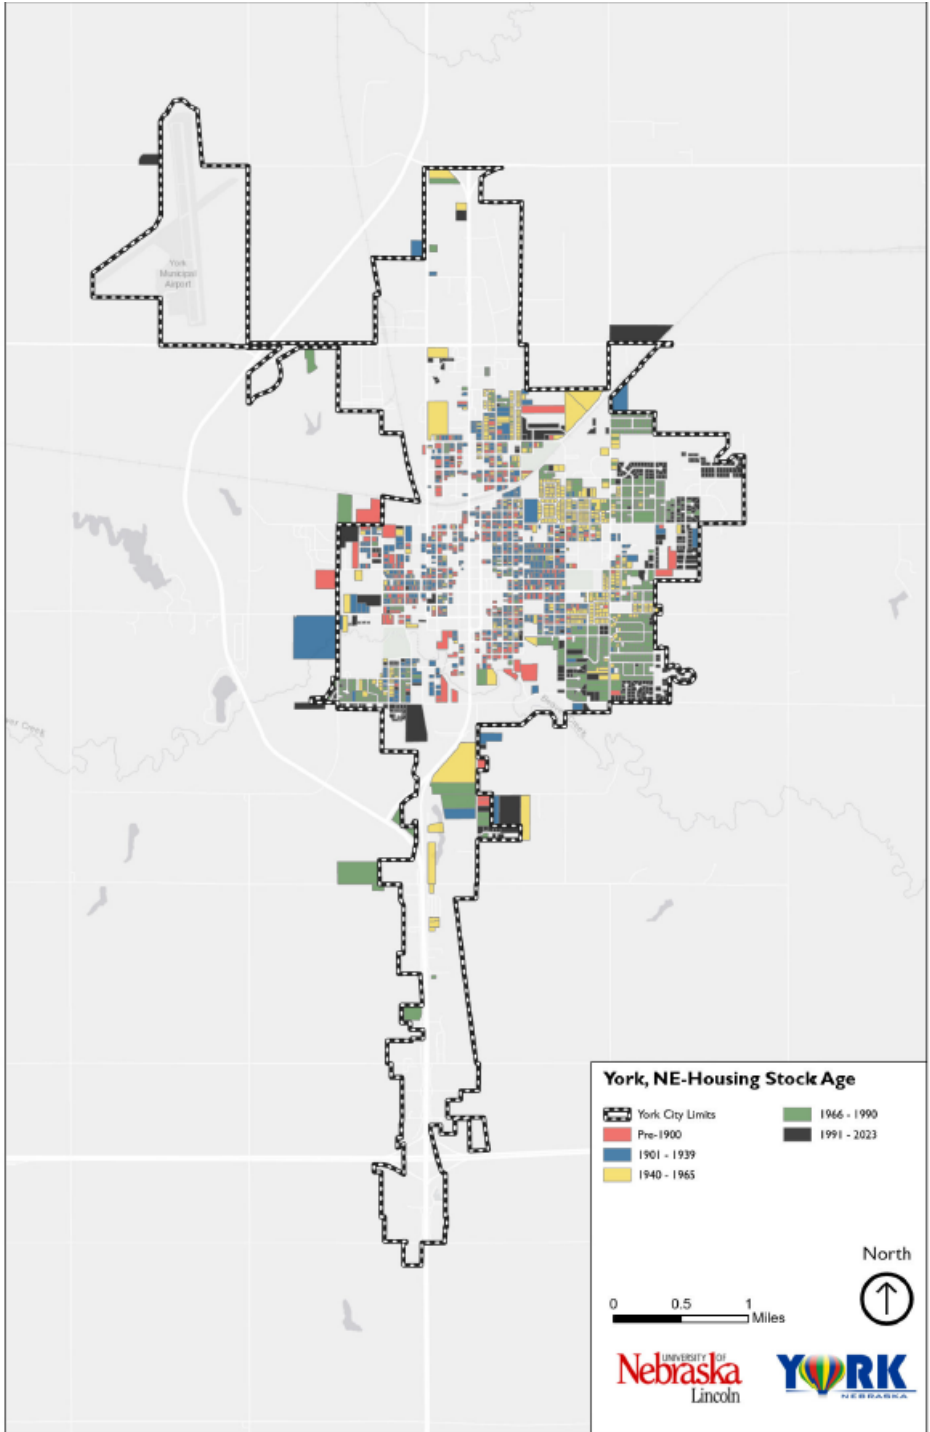 York
Municipal
Airport
York, NE-Housing Stock Age
York City Limits
Pre-1900
1901 - 1939
1940 - 1965
1966 - 1990
1991 - 2023
North
0 0.5 1
Miles
UNIVERSITY OF
Nebraska
Lincoln
YORK
NEBRASKA